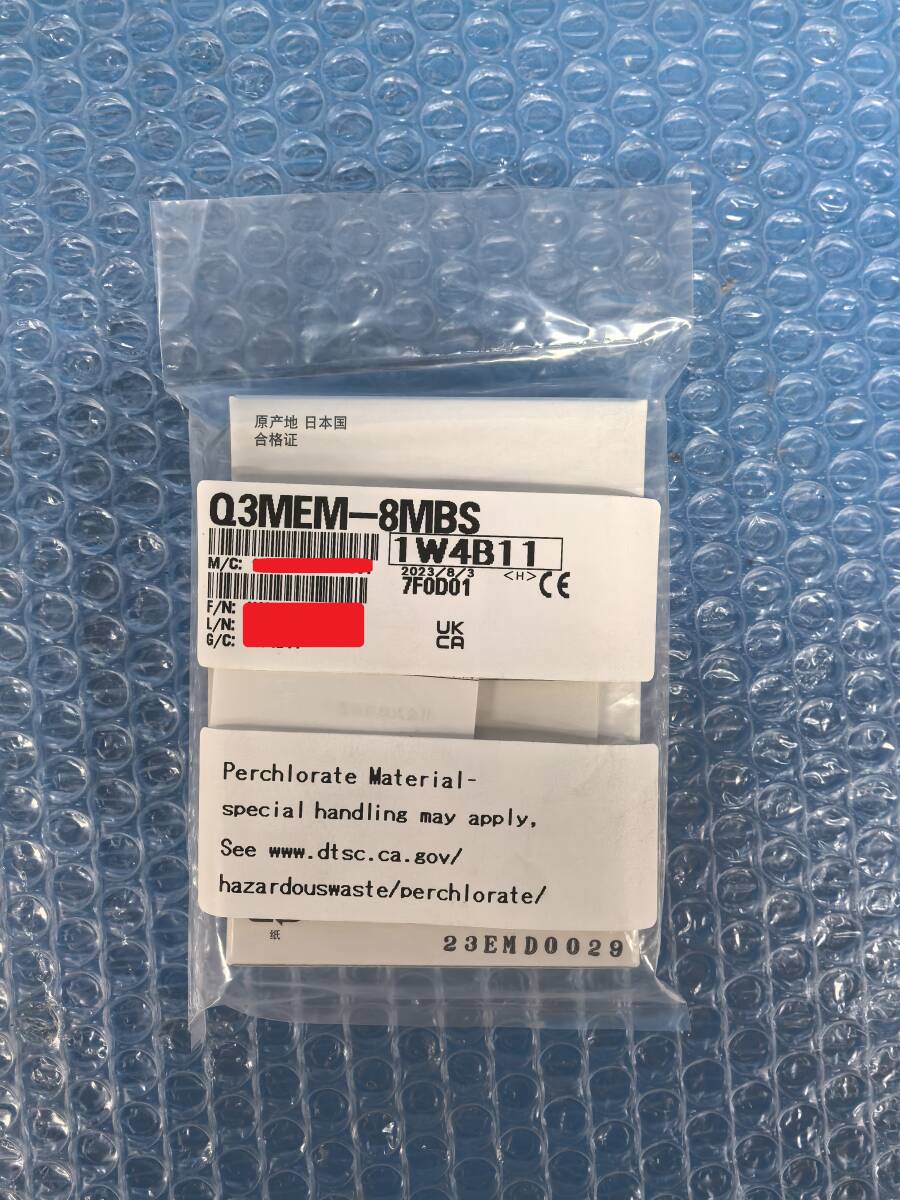 原产地 日本国
合格证
Q3MEM-8MBS
1W4B11
M/C:
2023/8/3
<H> CE
7F0D01
F/N:
L/N:
G/C:
UK
CA
Perchlorate Material-
special handling may apply,
See www.dtsc.ca.gov/
hazardouswaste/perchlorate/
纸
23EMD0029